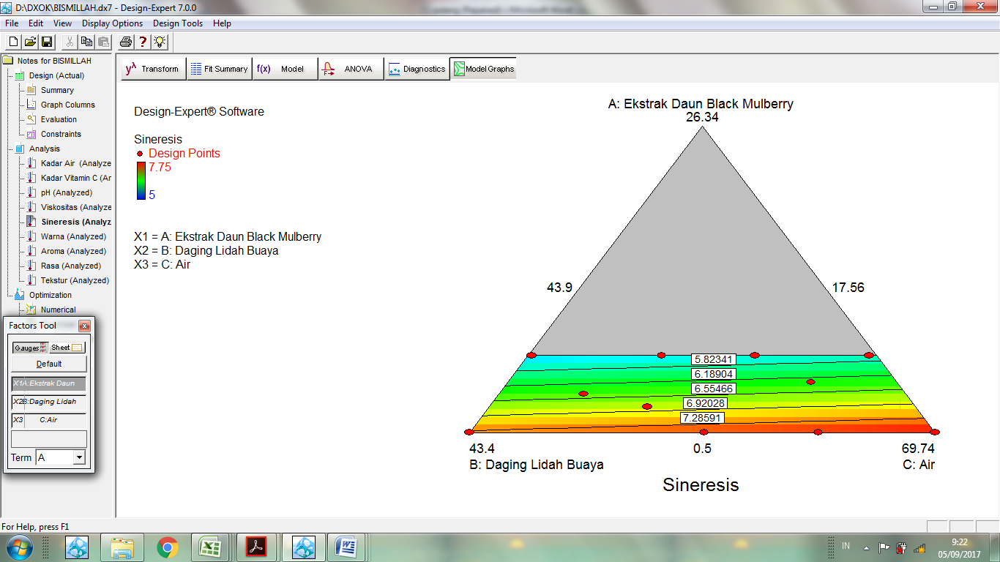 D:\DXOK\BISMILLAH.dx7 - Design-Expert 7.0.0
File Edit View Display Options Design Tools Help
Notes for BISMILLAH
Design (Actual)
Summary
Graph Columns
Evaluation
Constraints
Analysis
Kadar Air (Analyze
Kadar Vitamin C (Ar
pH (Analyzed)
Viskositas (Analyze
Sineresis (Analyz
Warna (Analyzed)
Aroma (Analyzed)
Rasa (Analyzed)
Tekstur (Analyzed)
Optimization
Numerical
Factors Tool
Gauges Sheet
Default
X1A:Ekstrak Daun
X2B:Daging Lidah
X3 C:Air
Term A
yλ Transform Fit Summary f(x) Model F ANOVA Diagnostics Model Graphs
Design-Expert® Software
Sineresis
Design Points
7.75
5
X1 = A: Ekstrak Daun Black Mulberry
X2 = B: Daging Lidah Buaya
X3 = C: Air
A: Ekstrak Daun Black Mulberry
26.34
43.9 17.56
5.82341
6.18904
6.55466
6.92028
7.28591
43.4 0.5 69.74
B: Daging Lidah Buaya C: Air
Sineresis
For Help, press F1
IN
9:22
05/09/2017